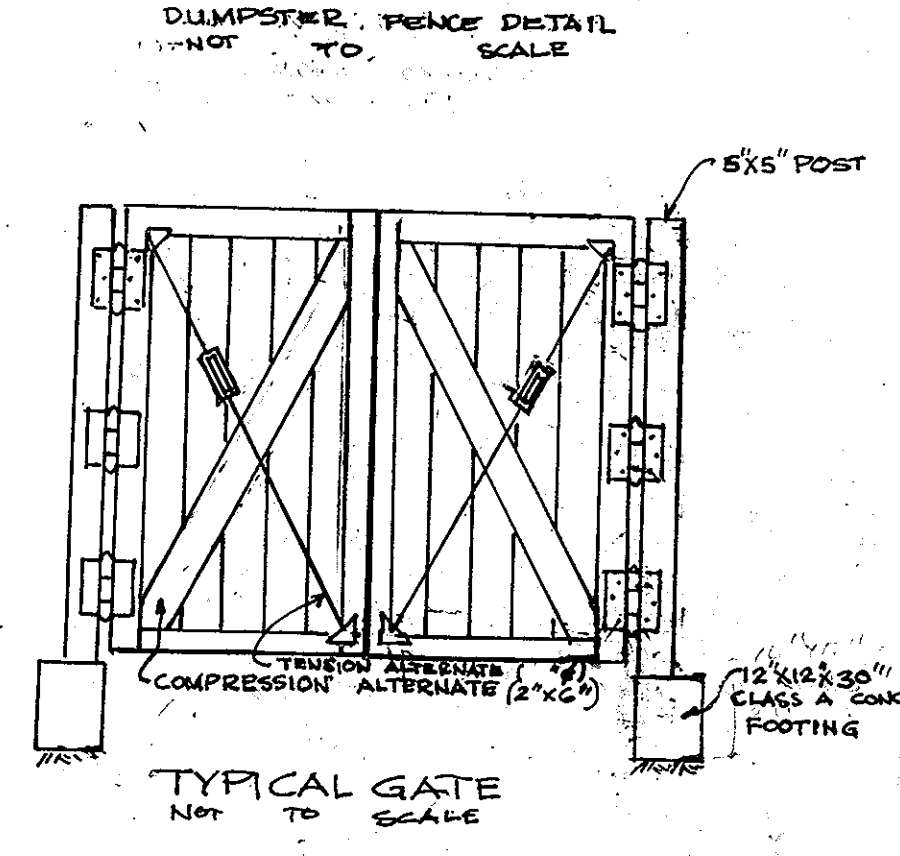 DUMPSTER FENCE DETAIL
NOT TO SCALE
5"X5" POST
TENSION ALTERNATE ( "φ)
COMPRESSION ALTERNATE (2"X6")
12"X12"X30"
CLASS A CONC
FOOTING
TYPICAL GATE
NOT TO SCALE